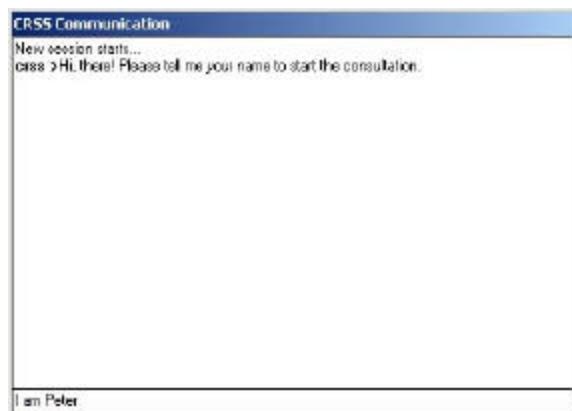 CRSS Communication
New session starts...
crss >Hi, there! Please tell me your name to start the consultation.
I am Peter